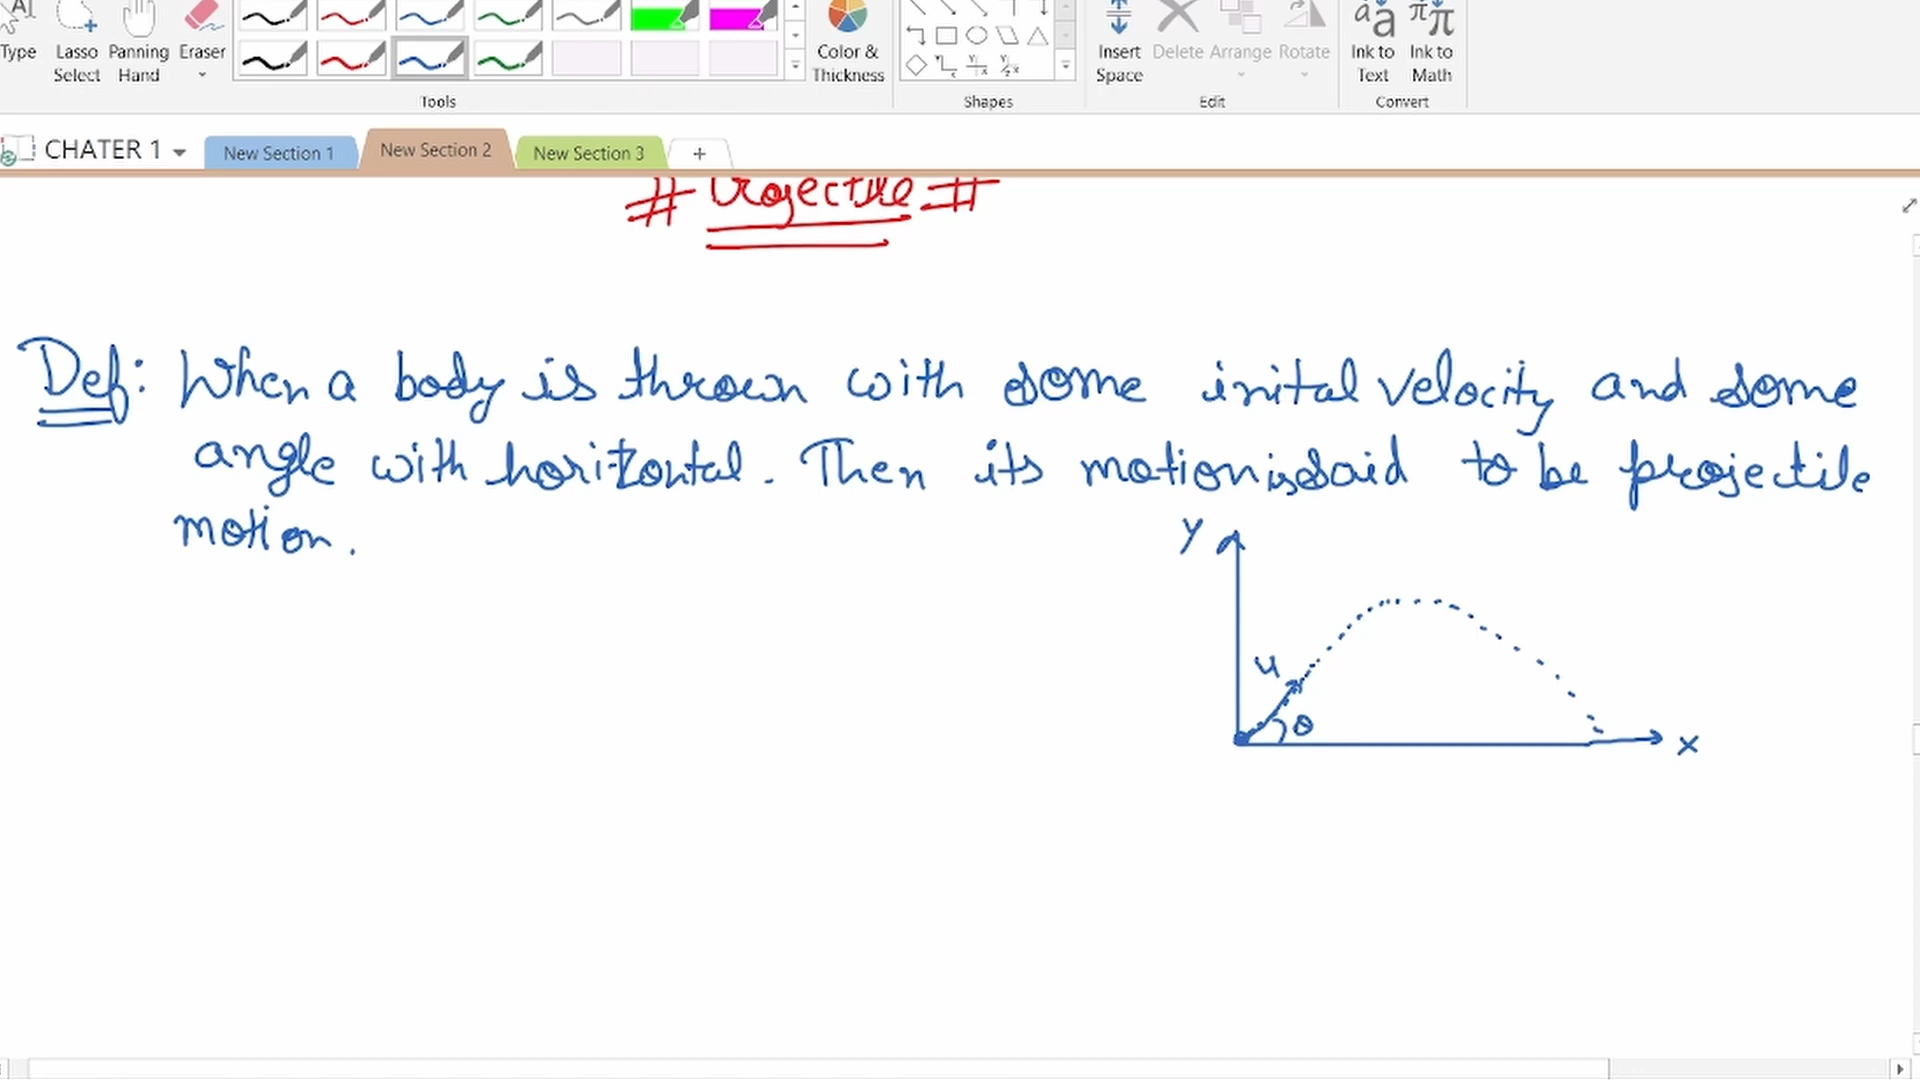 Type
Lasso Select
Panning Hand
Eraser
Color & Thickness
Insert Space
Delete
Arrange
Rotate
Ink to Text
Ink to Math
Tools
Shapes
Edit
Convert
CHATER 1
New Section 1
New Section 2
New Section 3
+
# Projectile #
Def: When a body is thrown with some inital velocity and some
angle with horizontal. Then its motion is said to be projectile
motion.
y
u
θ
x